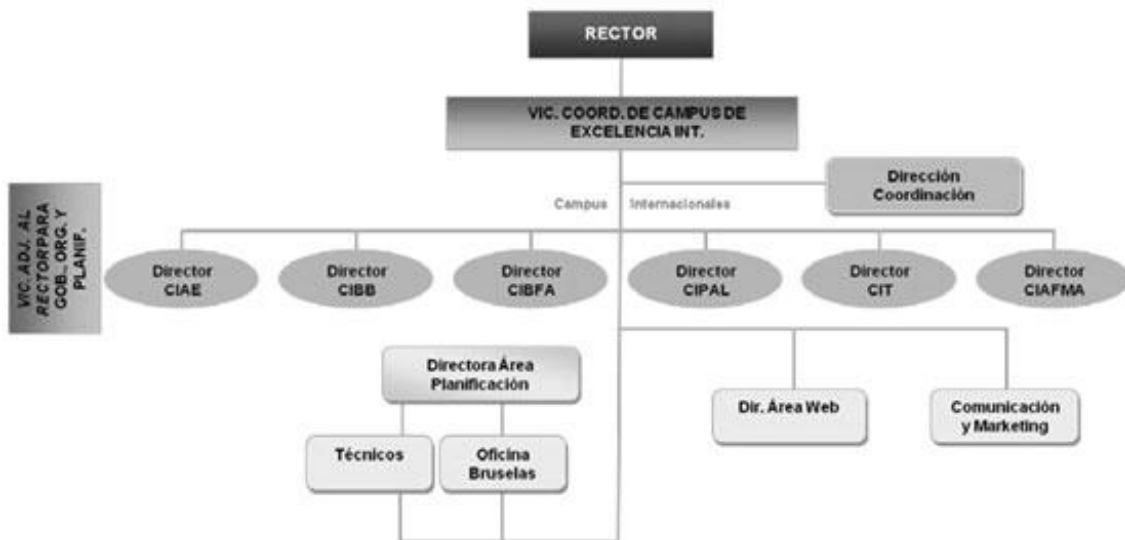 RECTOR
VIC. COORD. DE CAMPUS DE
EXCELENCIA INT.
Dirección
Coordinación
Campus Internacionales
VIC. ADJ. AL
RECTORPARA
GOB., ORG. Y
PLANIF.
Director
CIAE
Director
CIBB
Director
CIBFA
Director
CIPAL
Director
CIT
Director
CIAFMA
Directora Área
Planificación
Dir. Área Web
Comunicación
y Marketing
Técnicos
Oficina
Bruselas